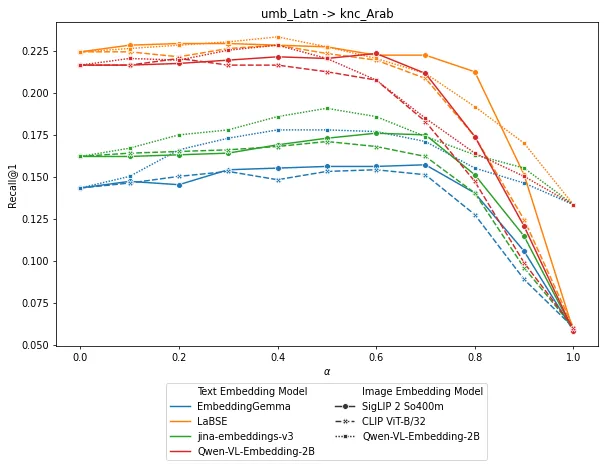 umb_Latn -> knc_Arab
Recall@1
0.225
0.200
0.175
0.150
0.125
0.100
0.075
0.050
0.0 0.2 0.4 0.6 0.8 1.0
α
Text Embedding Model Image Embedding Model
EmbeddingGemma SigLIP 2 So400m
LaBSE CLIP ViT-B/32
jina-embeddings-v3 Qwen-VL-Embedding-2B
Qwen-VL-Embedding-2B